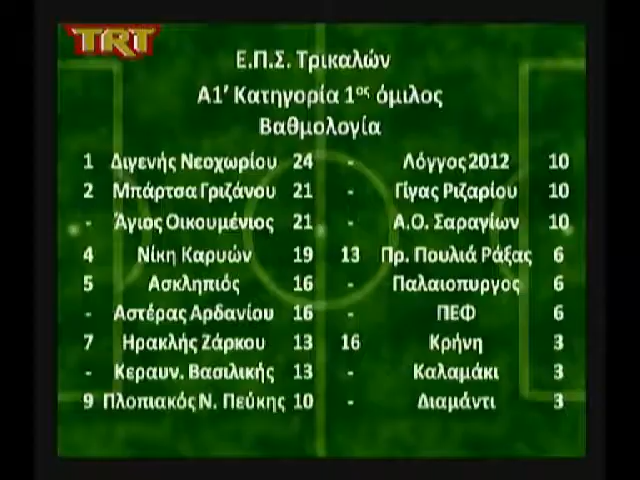 TRT
Ε.Π.Σ. Τρικαλών
Α1' Κατηγορία 1ος όμιλος
Βαθμολογία
1 Διγενής Νεοχωρίου 24 - Λόγγος 2012 10
2 Μπάρτσα Γριζάνου 21 - Γίγας Ριζαρίου 10
- Άγιος Οικουμένιος 21 - Α.Ο. Σαραγίων 10
4 Νίκη Καρυών 19 13 Πρ. Πουλιά Ράξας 6
5 Ασκληπιός 16 - Παλαιοπυργος 6
- Αστέρας Αρδανίου 16 - ΠΕΦ 6
7 Ηρακλής Ζάρκου 13 16 Κρήνη 3
- Κεραυν. Βασιλικής 13 - Καλαμάκι 3
9 Πλοπιακός Ν. Πεύκης 10 - Διαμάντι 3